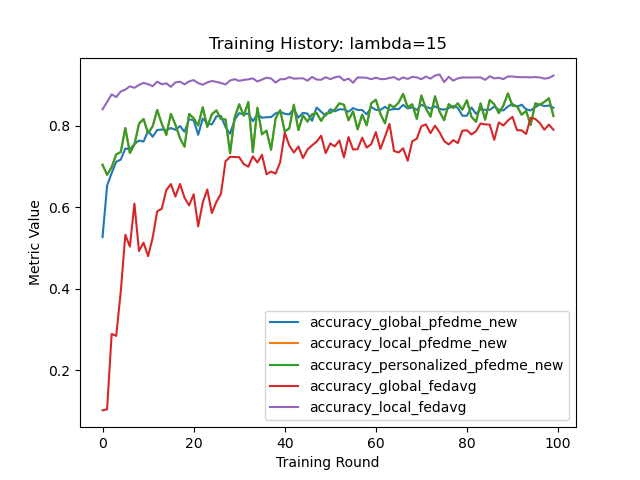 Training History: lambda=15
Metric Value
0.8
0.6
0.4
0.2
accuracy_global_pfedme_new
accuracy_local_pfedme_new
accuracy_personalized_pfedme_new
accuracy_global_fedavg
accuracy_local_fedavg
0 20 40 60 80 100
Training Round